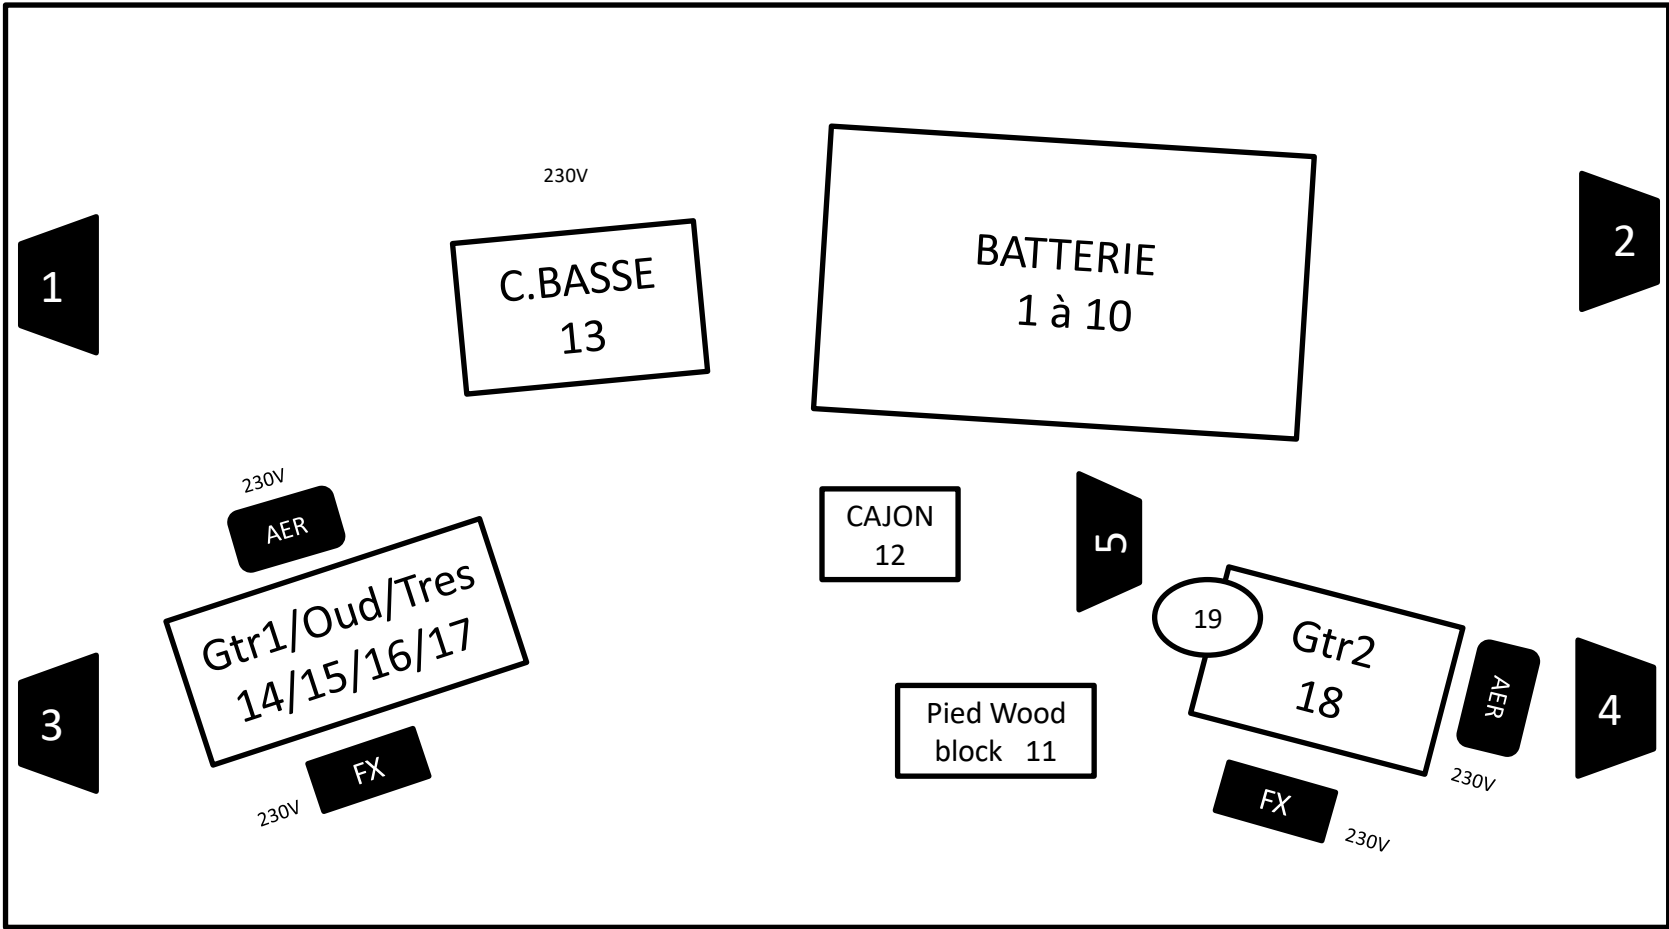 230V
BATTERIE
1 à 10
2
C.BASSE
13
1
230V
AER
CAJON
12
5
Gtr1/Oud/Tres
14/15/16/17
19
Gtr2
18
AER
4
3
Pied Wood
block 11
FX
230V
230V
FX
230V